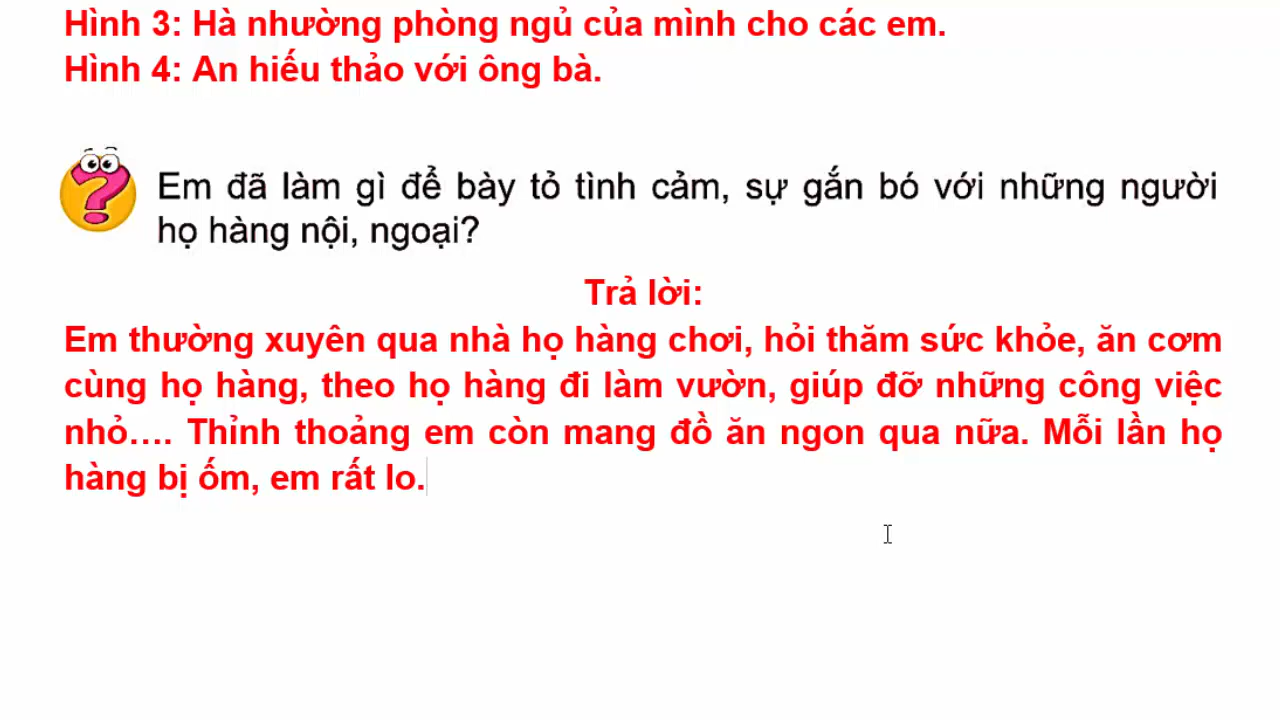 Hình 3: Hà nhường phòng ngủ của mình cho các em.
Hình 4: An hiếu thảo với ông bà.
Em đã làm gì để bày tỏ tình cảm, sự gắn bó với những người
họ hàng nội, ngoại?
Trả lời:
Em thường xuyên qua nhà họ hàng chơi, hỏi thăm sức khỏe, ăn cơm
cùng họ hàng, theo họ hàng đi làm vườn, giúp đỡ những công việc
nhỏ…. Thỉnh thoảng em còn mang đồ ăn ngon qua nữa. Mỗi lần họ
hàng bị ốm, em rất lo.